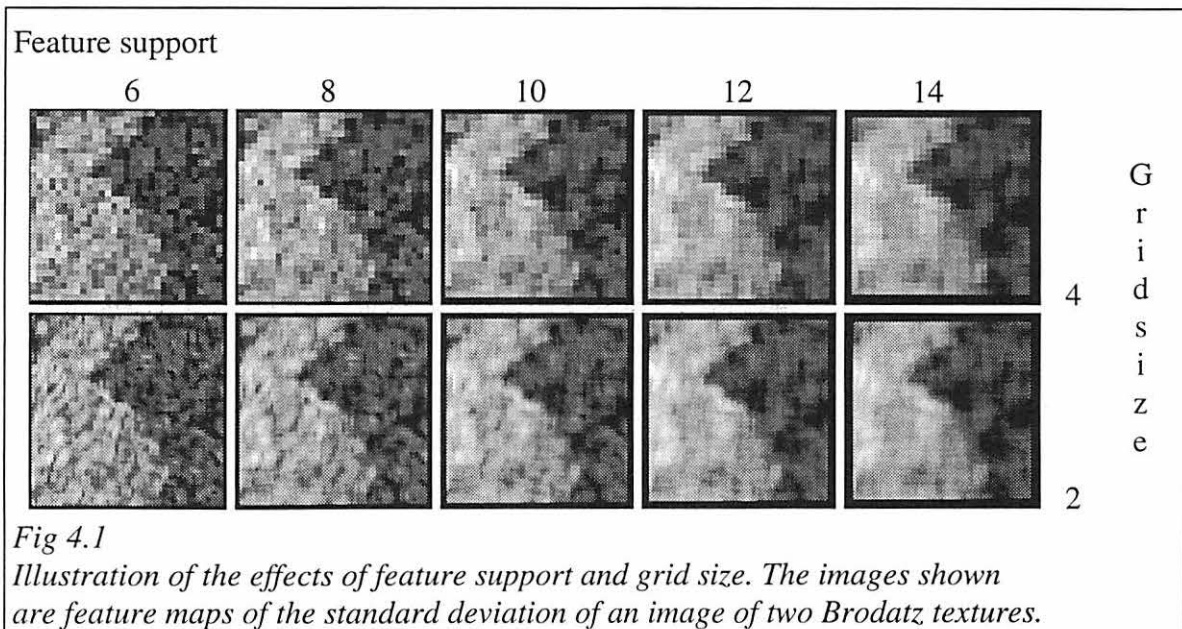 Feature support
6 8 10 12 14
Gridsize
4
2
Fig 4.1
Illustration of the effects of feature support and grid size. The images shown
are feature maps of the standard deviation of an image of two Brodatz textures.